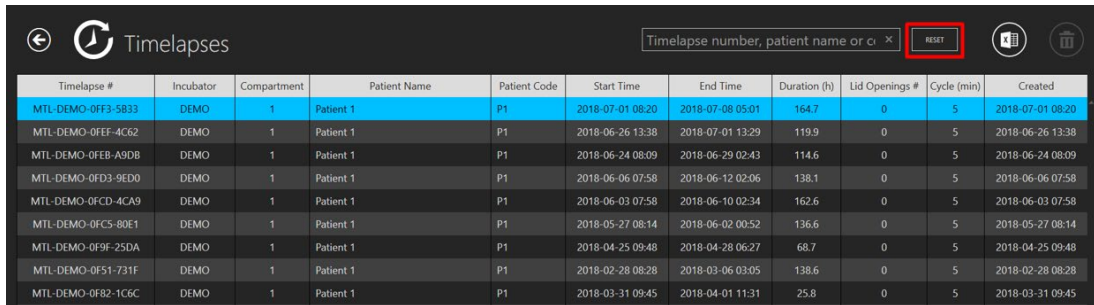 Timelapses Timelapse number, patient name or co × RESET
Timelapse # Incubator Compartment Patient Name Patient Code Start Time End Time Duration (h) Lid Openings # Cycle (min) Created
MTL-DEMO-0FF3-5B33 DEMO 1 Patient 1 P1 2018-07-01 08:20 2018-07-08 05:01 164.7 0 5 2018-07-01 08:20
MTL-DEMO-0FEF-4C62 DEMO 1 Patient 1 P1 2018-06-26 13:38 2018-07-01 13:29 119.9 0 5 2018-06-26 13:38
MTL-DEMO-0FEB-A9DB DEMO 1 Patient 1 P1 2018-06-24 08:09 2018-06-29 02:43 114.6 0 5 2018-06-24 08:09
MTL-DEMO-0FD3-9ED0 DEMO 1 Patient 1 P1 2018-06-06 07:58 2018-06-12 02:06 138.1 0 5 2018-06-06 07:58
MTL-DEMO-0FCD-4CA9 DEMO 1 Patient 1 P1 2018-06-03 07:58 2018-06-10 02:34 162.6 0 5 2018-06-03 07:58
MTL-DEMO-0FC5-80E1 DEMO 1 Patient 1 P1 2018-05-27 08:14 2018-06-02 00:52 136.6 0 5 2018-05-27 08:14
MTL-DEMO-0F9F-25DA DEMO 1 Patient 1 P1 2018-04-25 09:48 2018-04-28 06:27 68.7 0 5 2018-04-25 09:48
MTL-DEMO-0F51-731F DEMO 1 Patient 1 P1 2018-02-28 08:28 2018-03-06 03:05 138.6 0 5 2018-02-28 08:28
MTL-DEMO-0F82-1C6C DEMO 1 Patient 1 P1 2018-03-31 09:45 2018-04-01 11:31 25.8 0 5 2018-03-31 09:45